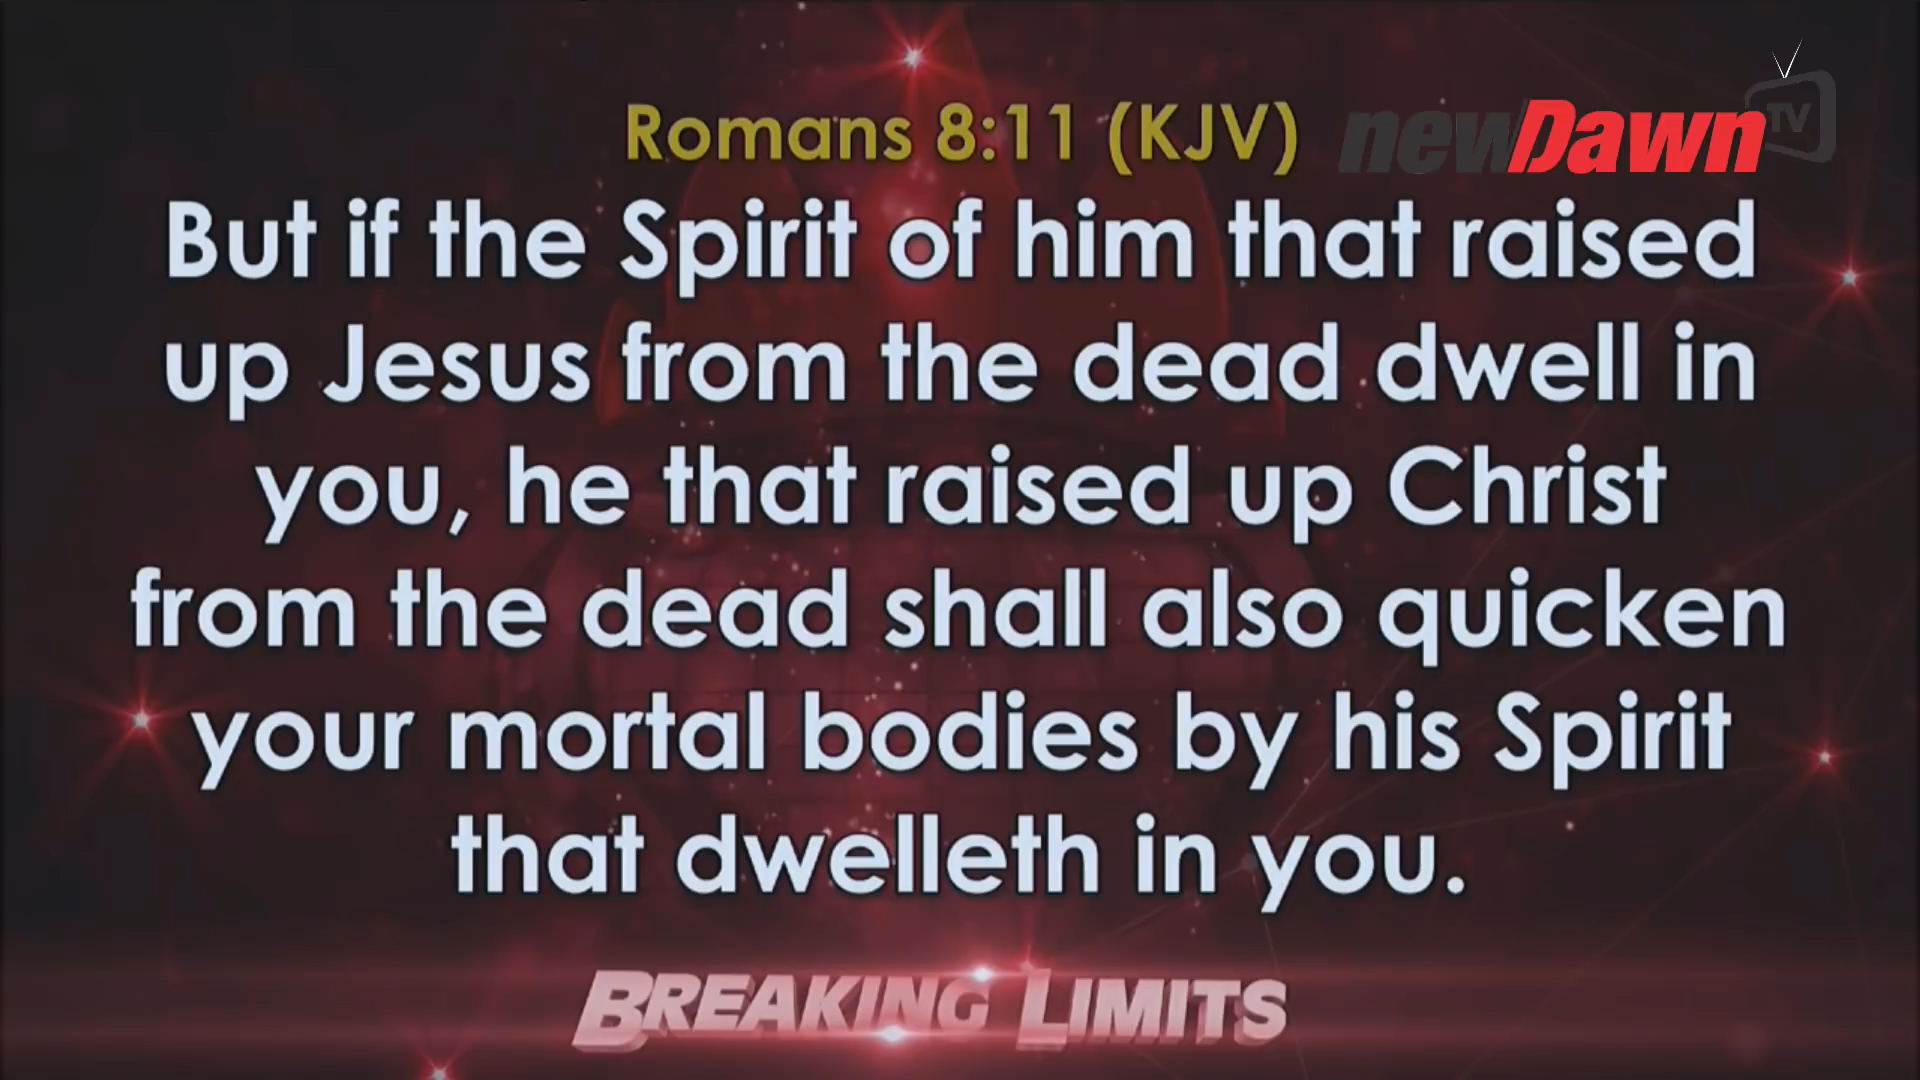 Romans 8:11 (KJV)
newDawn TV
But if the Spirit of him that raised
up Jesus from the dead dwell in
you, he that raised up Christ
from the dead shall also quicken
your mortal bodies by his Spirit
that dwelleth in you.
BREAKING LIMITS